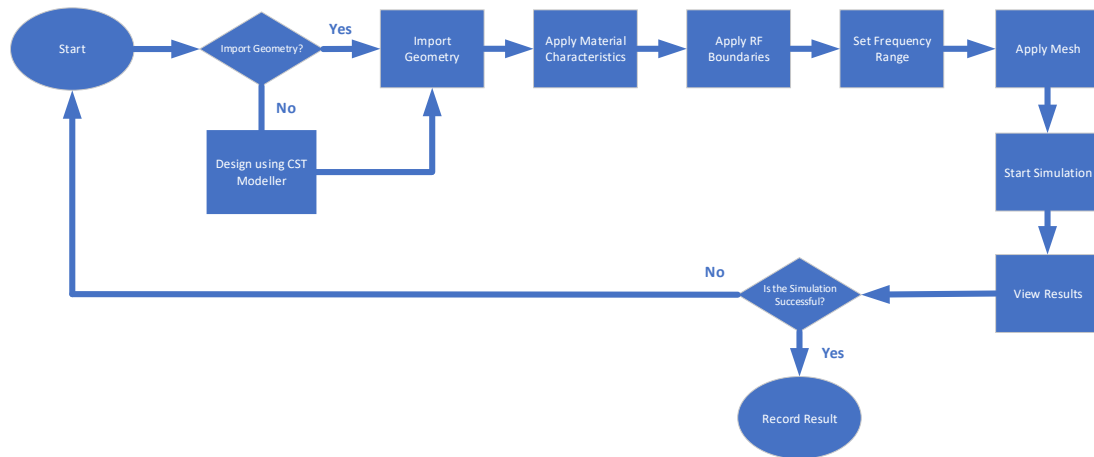 Start
Import Geometry?
Yes
Import
Geometry
Apply Material
Characteristics
Apply RF
Boundaries
Set Frequency
Range
Apply Mesh
No
Design using CST
Modeller
Start Simulation
View Results
Is the Simulation
Successful?
No
Yes
Record Result